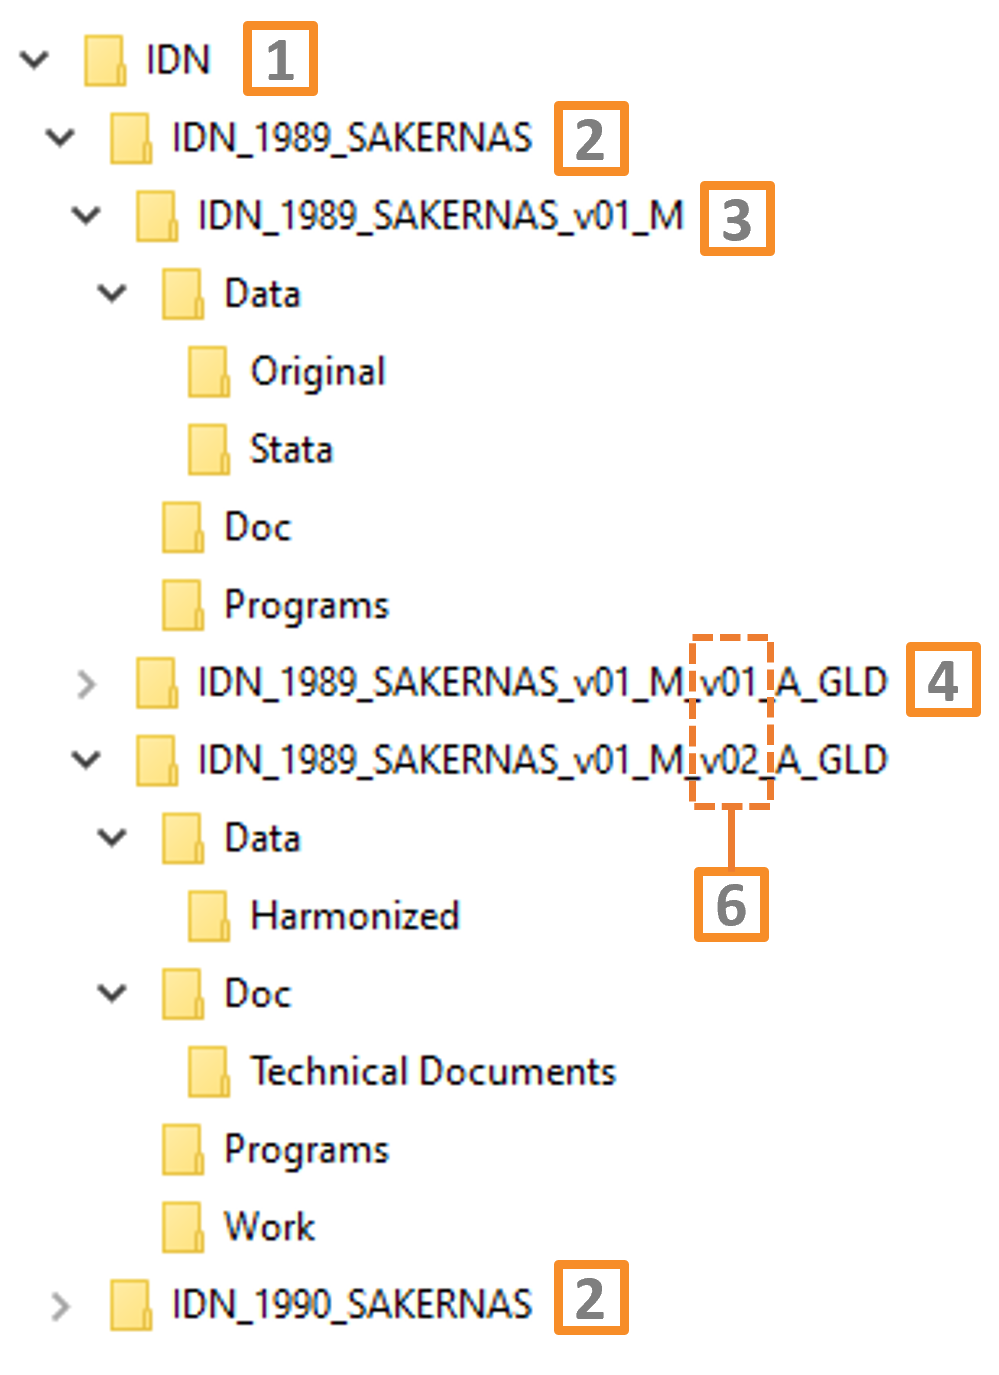 IDN 1
IDN_1989_SAKERNAS 2
IDN_1989_SAKERNAS_v01_M 3
Data
Original
Stata
Doc
Programs
IDN_1989_SAKERNAS_v01_M_v01_A_GLD 4
IDN_1989_SAKERNAS_v01_M_v02_A_GLD
Data
Harmonized 6
Doc
Technical Documents
Programs
Work
IDN_1990_SAKERNAS 2